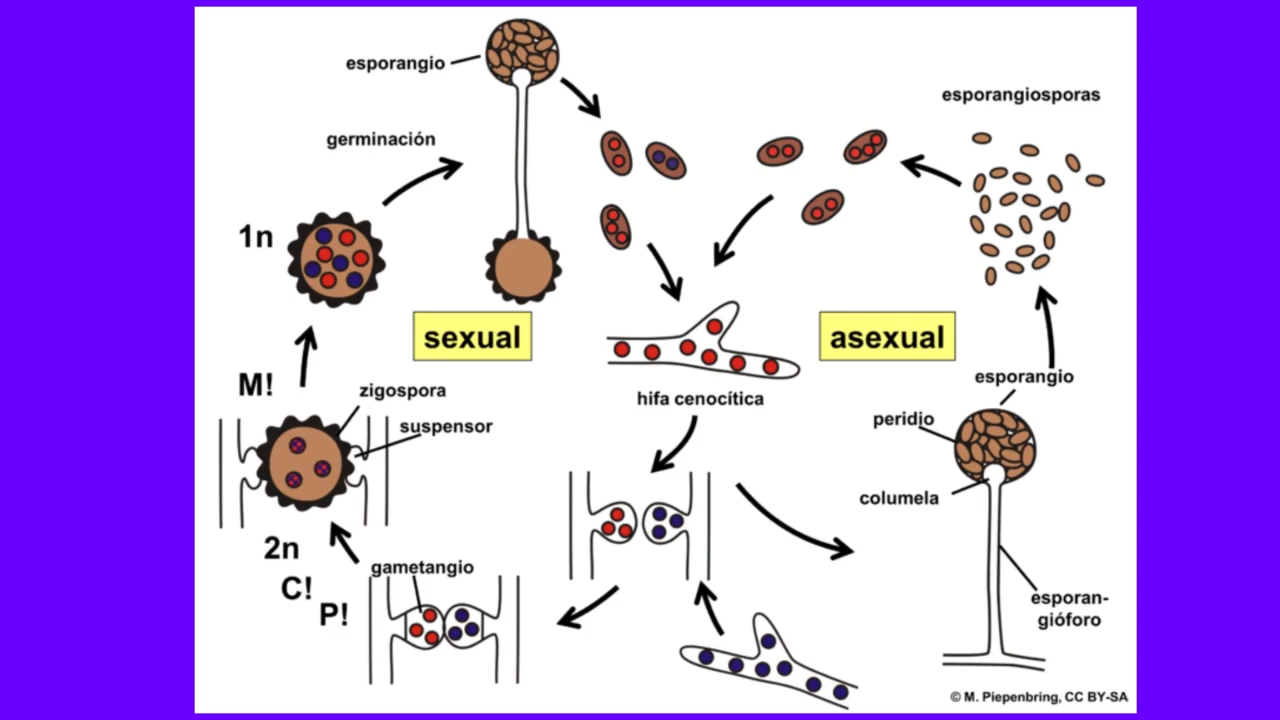 esporangio
esporangiosporas
germinación
1n
sexual
asexual
M!
zigospora
suspensor
hifa cenocítica
esporangio
peridio
columela
2n
C!
P!
gametangio
esporan-
gióforo
© M. Piepenbring, CC BY-SA